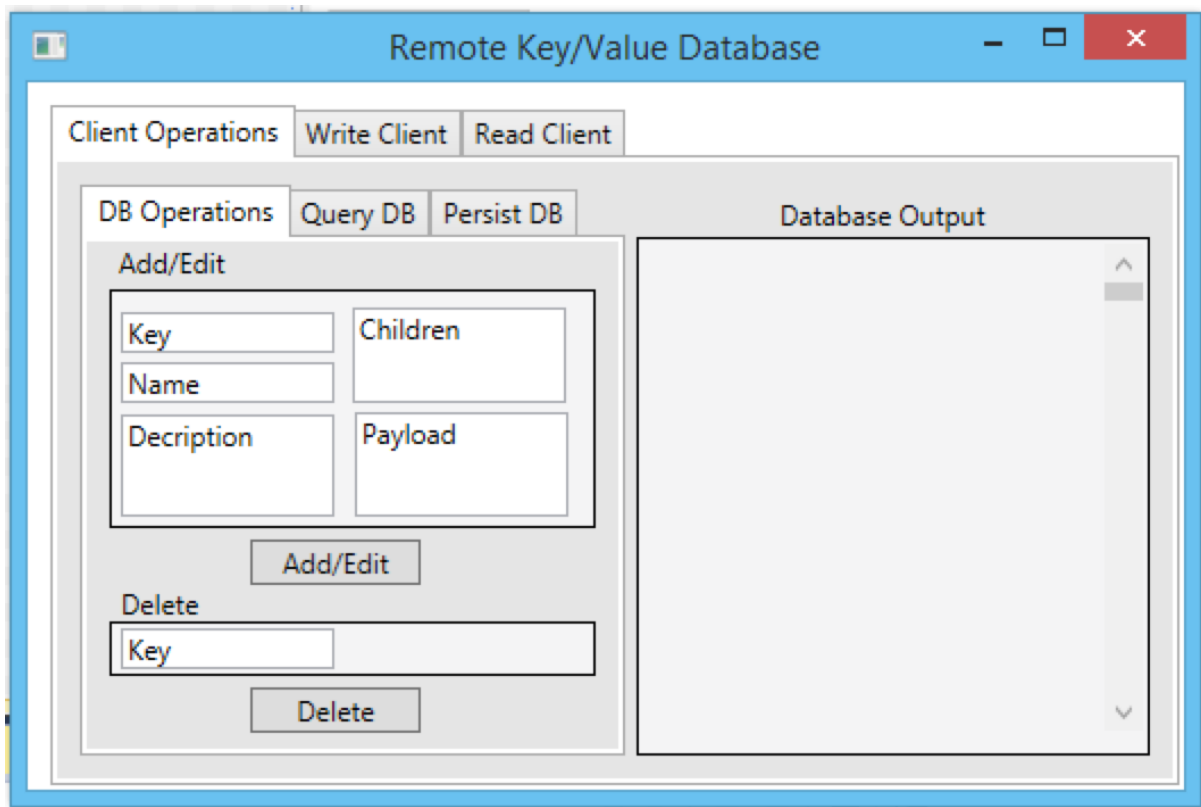 Remote Key/Value Database
Client Operations
Write Client
Read Client
DB Operations
Query DB
Persist DB
Database Output
Add/Edit
Key
Children
Name
Decription
Payload
Add/Edit
Delete
Key
Delete